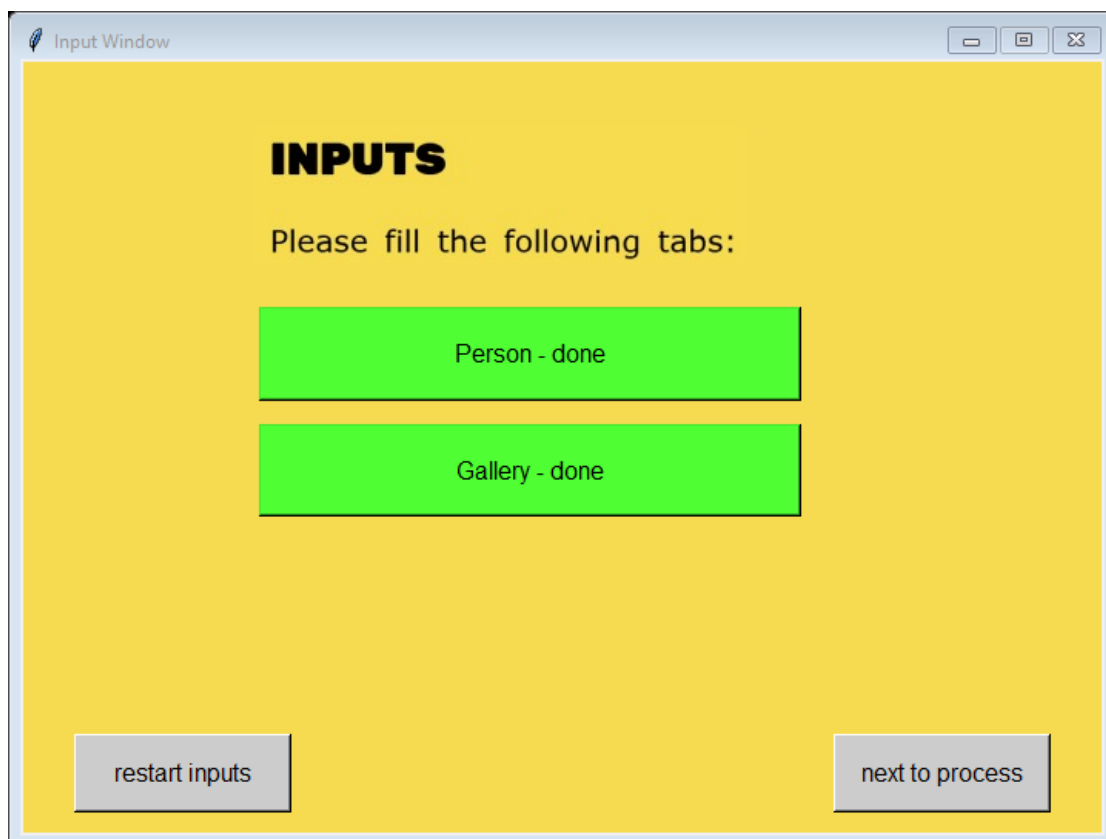 Input Window
INPUTS
Please fill the following tabs:
Person - done
Gallery - done
restart inputs
next to process